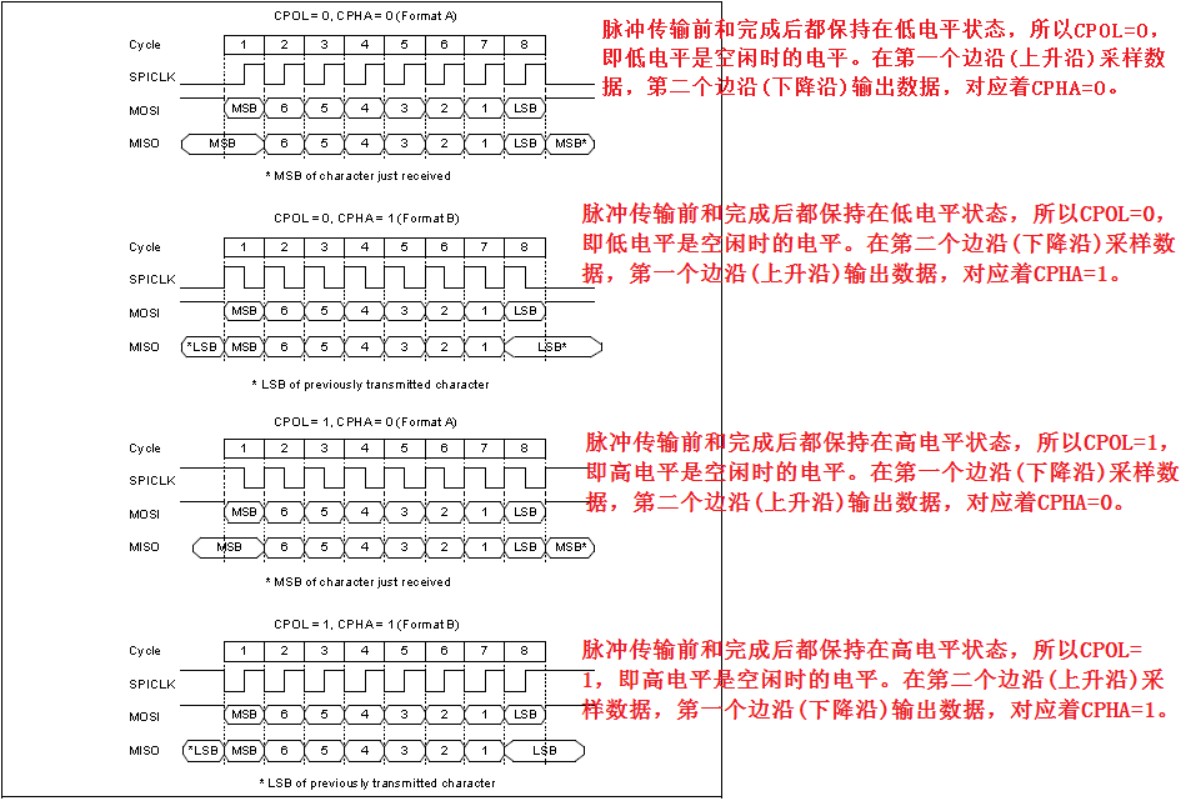 CPOL = 0, CPHA = 0 (Format A)
Cycle 1 2 3 4 5 6 7 8
SPICLK
MOSI MSB 6 5 4 3 2 1 LSB
MISO MSB 6 5 4 3 2 1 LSB MSB*
* MSB of character just received
脉冲传输前和完成后都保持在低电平状态，所以CPOL=0，
即低电平是空闲时的电平。在第一个边沿(上升沿)采样数
据，第二个边沿(下降沿)输出数据，对应着CPHA=0。
CPOL = 0, CPHA = 1 (Format B)
Cycle 1 2 3 4 5 6 7 8
SPICLK
MOSI MSB 6 5 4 3 2 1 LSB
MISO *LSB MSB 6 5 4 3 2 1 LSB*
* LSB of previously transmitted character
脉冲传输前和完成后都保持在低电平状态，所以CPOL=0，
即低电平是空闲时的电平。在第二个边沿(下降沿)采样数
据，第一个边沿(上升沿)输出数据，对应着CPHA=1。
CPOL = 1, CPHA = 0 (Format A)
Cycle 1 2 3 4 5 6 7 8
SPICLK
MOSI MSB 6 5 4 3 2 1 LSB
MISO MSB 6 5 4 3 2 1 LSB MSB*
* MSB of character just received
脉冲传输前和完成后都保持在高电平状态，所以CPOL=1，
即高电平是空闲时的电平。在第一个边沿(下降沿)采样数
据，第二个边沿(上升沿)输出数据，对应着CPHA=0。
CPOL = 1, CPHA = 1 (Format B)
Cycle 1 2 3 4 5 6 7 8
SPICLK
MOSI MSB 6 5 4 3 2 1 LSB
MISO *LSB MSB 6 5 4 3 2 1 LSB
* LSB of previously transmitted character
脉冲传输前和完成后都保持在高电平状态，所以CPOL=
1，即高电平是空闲时的电平。在第二个边沿(上升沿)采
样数据，第一个边沿(下降沿)输出数据，对应着CPHA=1。